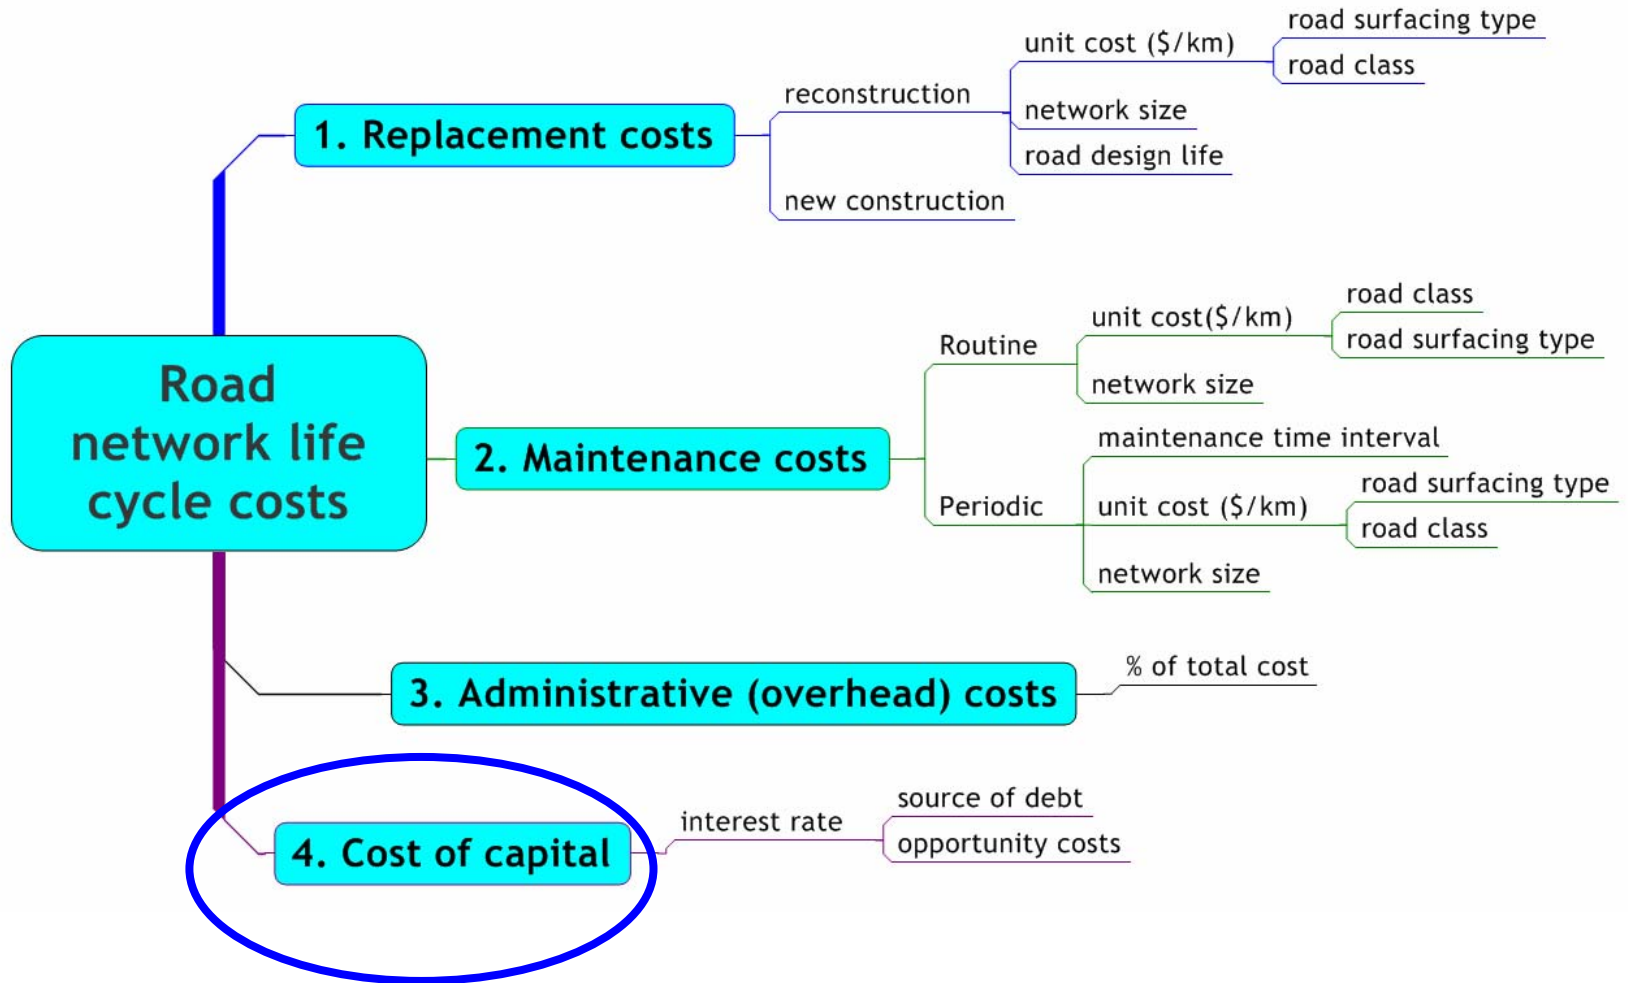 Road
network life
cycle costs
1. Replacement costs
reconstruction
unit cost ($/km)
road surfacing type
road class
network size
road design life
new construction
2. Maintenance costs
Routine
unit cost($/km)
road class
road surfacing type
network size
Periodic
maintenance time interval
unit cost ($/km)
road surfacing type
road class
network size
3. Administrative (overhead) costs
% of total cost
4. Cost of capital
interest rate
source of debt
opportunity costs